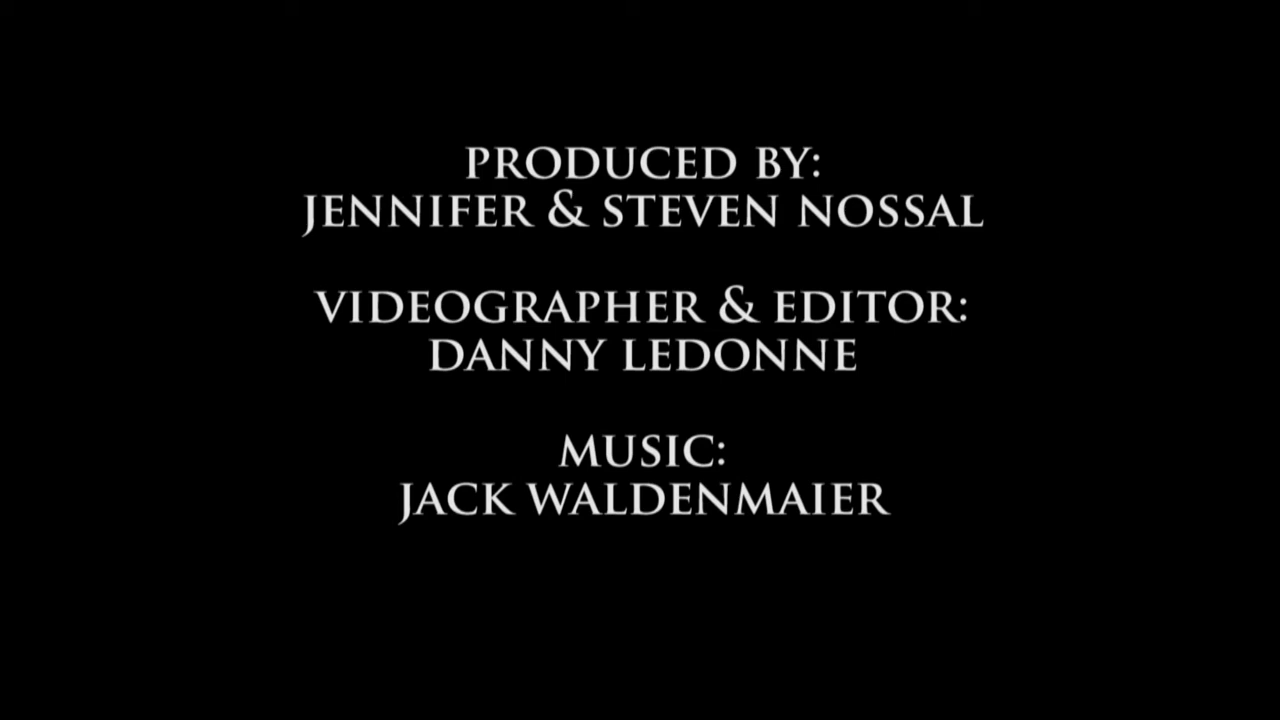 PRODUCED BY:
JENNIFER & STEVEN NOSSAL
VIDEOGRAPHER & EDITOR:
DANNY LEDONNE
MUSIC:
JACK WALDENMAIER